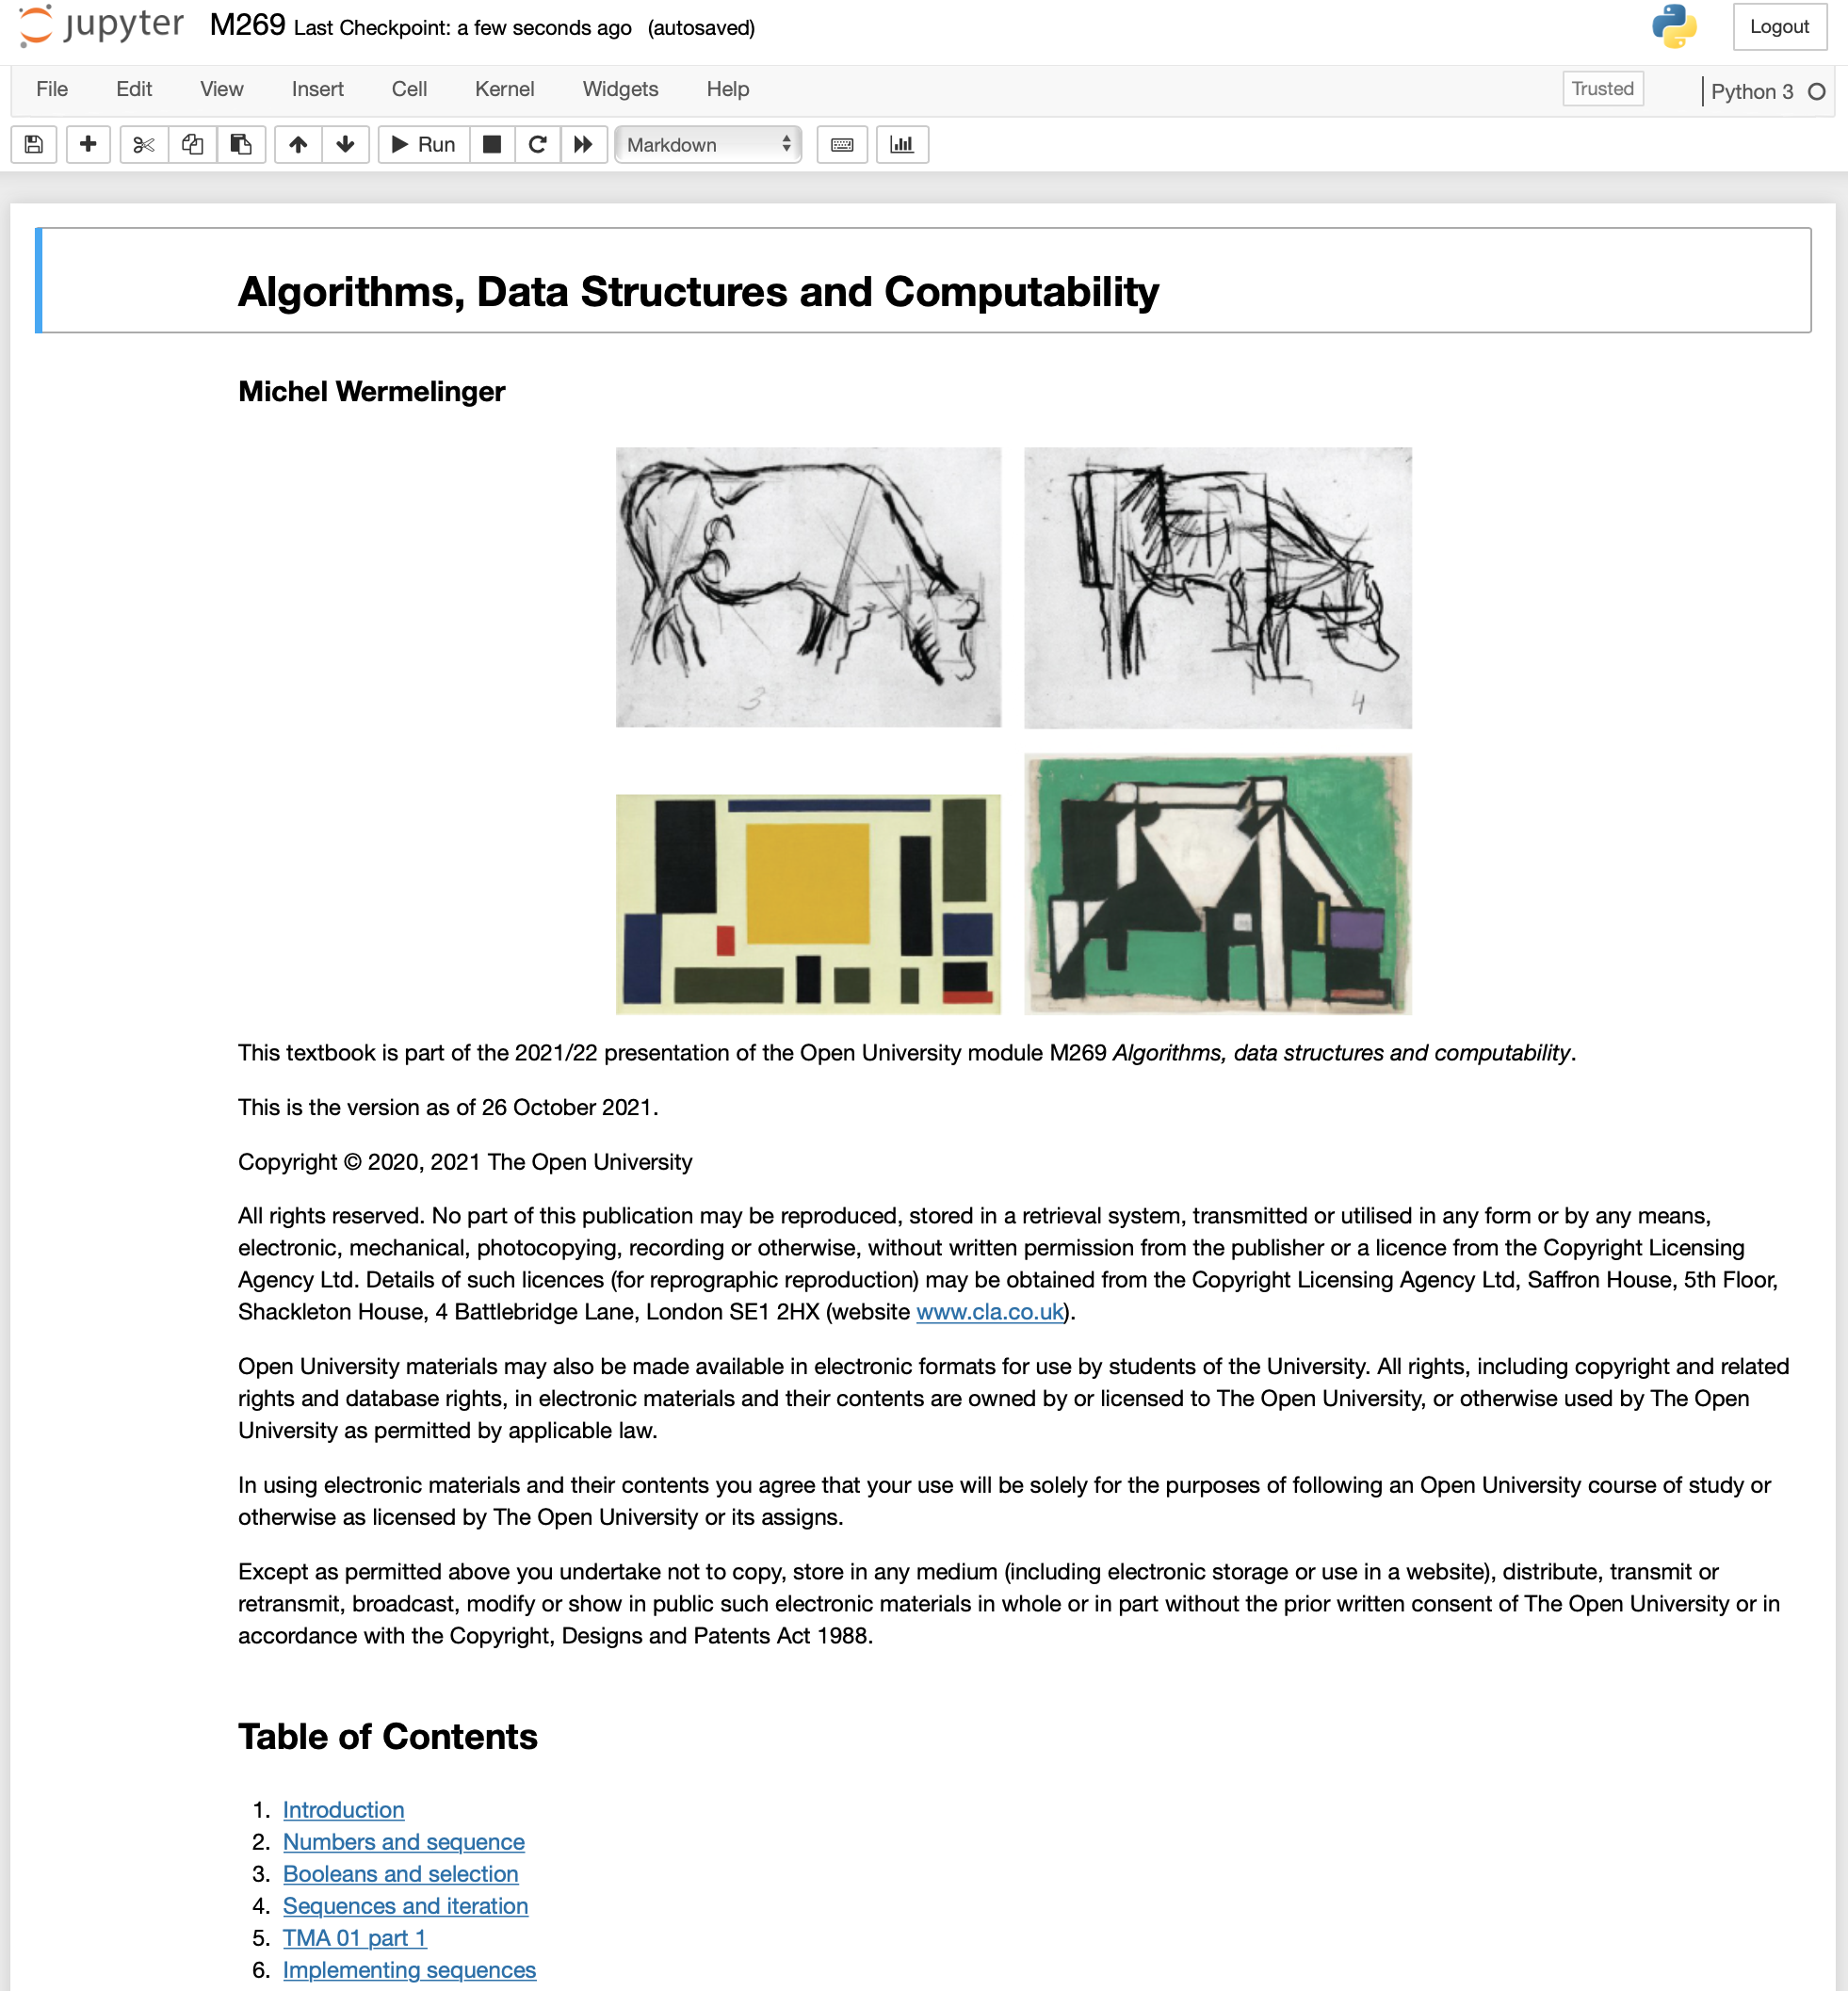 jupyter M269 Last Checkpoint: a few seconds ago (autosaved) Logout
File Edit View Insert Cell Kernel Widgets Help Trusted Python 3
Run Markdown
Algorithms, Data Structures and Computability
Michel Wermelinger
3 4
This textbook is part of the 2021/22 presentation of the Open University module M269 Algorithms, data structures and computability.
This is the version as of 26 October 2021.
Copyright © 2020, 2021 The Open University
All rights reserved. No part of this publication may be reproduced, stored in a retrieval system, transmitted or utilised in any form or by any means,
electronic, mechanical, photocopying, recording or otherwise, without written permission from the publisher or a licence from the Copyright Licensing
Agency Ltd. Details of such licences (for reprographic reproduction) may be obtained from the Copyright Licensing Agency Ltd, Saffron House, 5th Floor,
Shackleton House, 4 Battlebridge Lane, London SE1 2HX (website www.cla.co.uk).
Open University materials may also be made available in electronic formats for use by students of the University. All rights, including copyright and related
rights and database rights, in electronic materials and their contents are owned by or licensed to The Open University, or otherwise used by The Open
University as permitted by applicable law.
In using electronic materials and their contents you agree that your use will be solely for the purposes of following an Open University course of study or
otherwise as licensed by The Open University or its assigns.
Except as permitted above you undertake not to copy, store in any medium (including electronic storage or use in a website), distribute, transmit or
retransmit, broadcast, modify or show in public such electronic materials in whole or in part without the prior written consent of The Open University or in
accordance with the Copyright, Designs and Patents Act 1988.
Table of Contents
1. Introduction
2. Numbers and sequence
3. Booleans and selection
4. Sequences and iteration
5. TMA 01 part 1
6. Implementing sequences